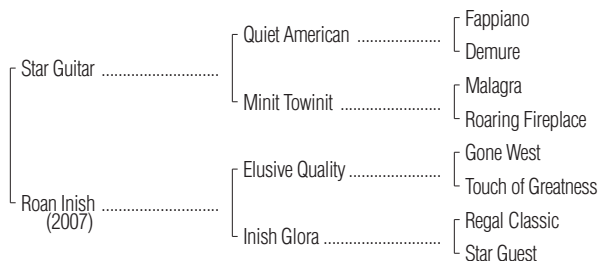 Fappiano
Quiet American ....................
Demure
Star Guitar .............................
Malagra
Minit Towinit ........................
Roaring Fireplace
Gone West
Elusive Quality ......................
Touch of Greatness
Roan Inish .............................
(2007)
Regal Classic
Inish Glora ............................
Star Guest